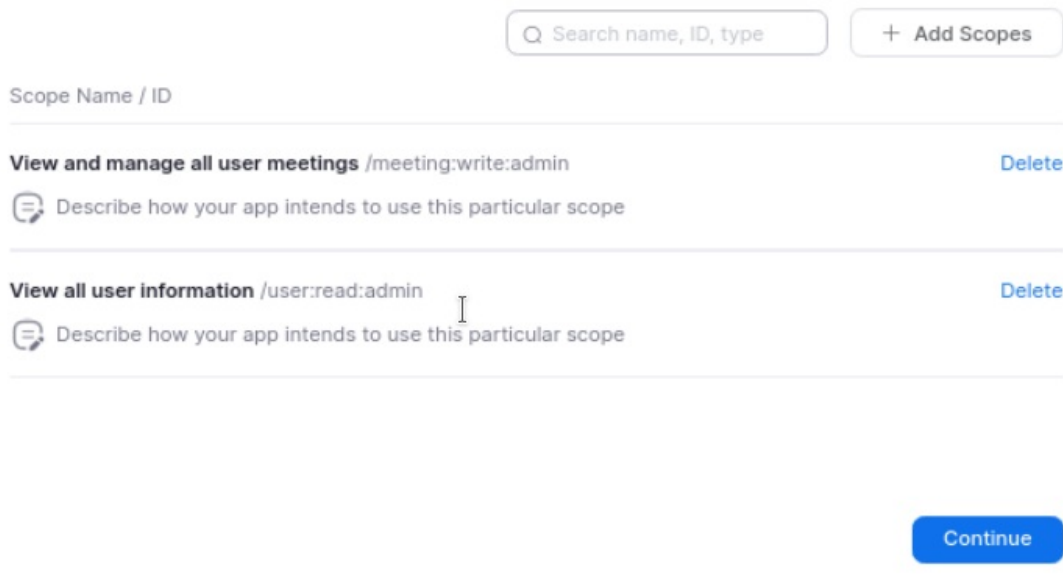 Search name, ID, type
+ Add Scopes
Scope Name / ID
View and manage all user meetings /meeting:write:admin
Delete
Describe how your app intends to use this particular scope
View all user information /user:read:admin
Delete
Describe how your app intends to use this particular scope
Continue